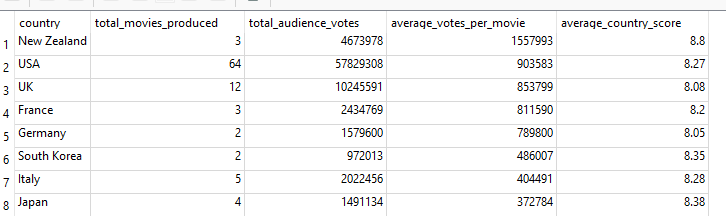 country total_movies_produced total_audience_votes average_votes_per_movie average_country_score
1 New Zealand 3 4673978 1557993 8.8
2 USA 64 57829308 903583 8.27
3 UK 12 10245591 853799 8.08
4 France 3 2434769 811590 8.2
5 Germany 2 1579600 789800 8.05
6 South Korea 2 972013 486007 8.35
7 Italy 5 2022456 404491 8.28
8 Japan 4 1491134 372784 8.38